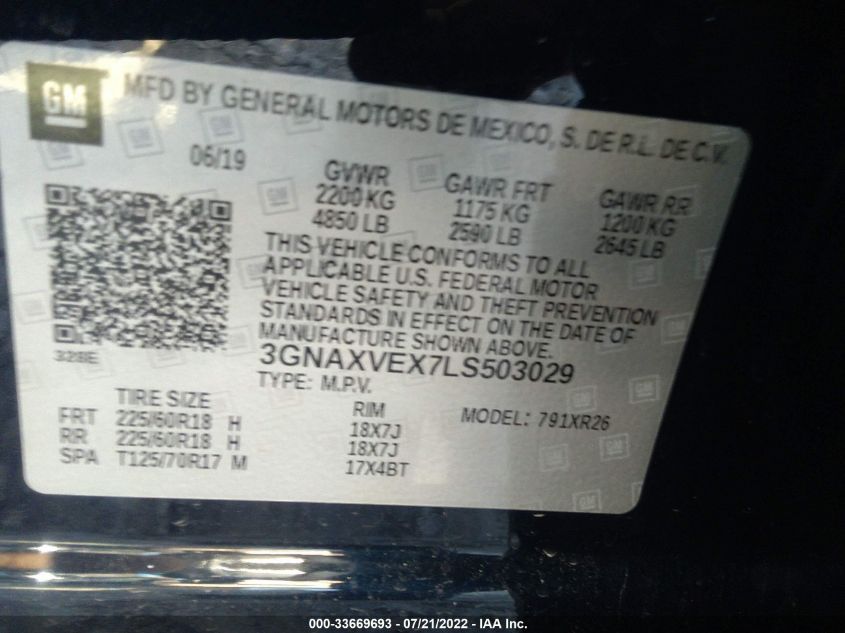 GM
MFD BY GENERAL MOTORS DE MEXICO, S. DE R.L. DE C.V.
06/19 GVWR GAWR FRT GAWR RR
2200 KG 1175 KG 1200 KG
4850 LB 2590 LB 2645 LB
THIS VEHICLE CONFORMS TO ALL
APPLICABLE U.S. FEDERAL MOTOR
VEHICLE SAFETY AND THEFT PREVENTION
STANDARDS IN EFFECT ON THE DATE OF
MANUFACTURE SHOWN ABOVE.
328E
3GNAXVEX7LS503029
TYPE: M.P.V.
TIRE SIZE RIM MODEL: 791XR26
FRT 225/60R18 H 18X7J
RR 225/60R18 H 18X7J
SPA T125/70R17 M 17X4BT
000-33669693 - 07/21/2022 - IAA Inc.